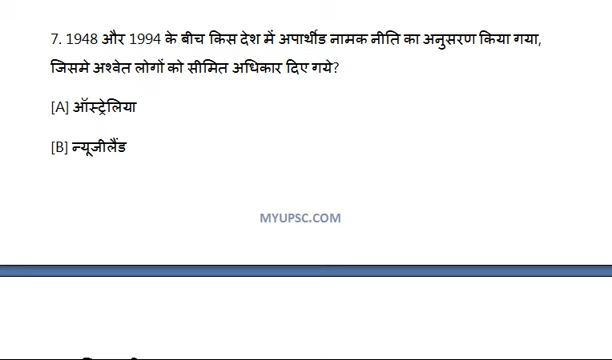 7. 1948 और 1994 के बीच किस देश में अपार्थीड नामक नीति का अनुसरण किया गया,
जिसमे अश्वेत लोगों को सीमित अधिकार दिए गये?
[A] ऑस्ट्रेलिया
[B] न्यूजीलैंड
MYUPSC.COM